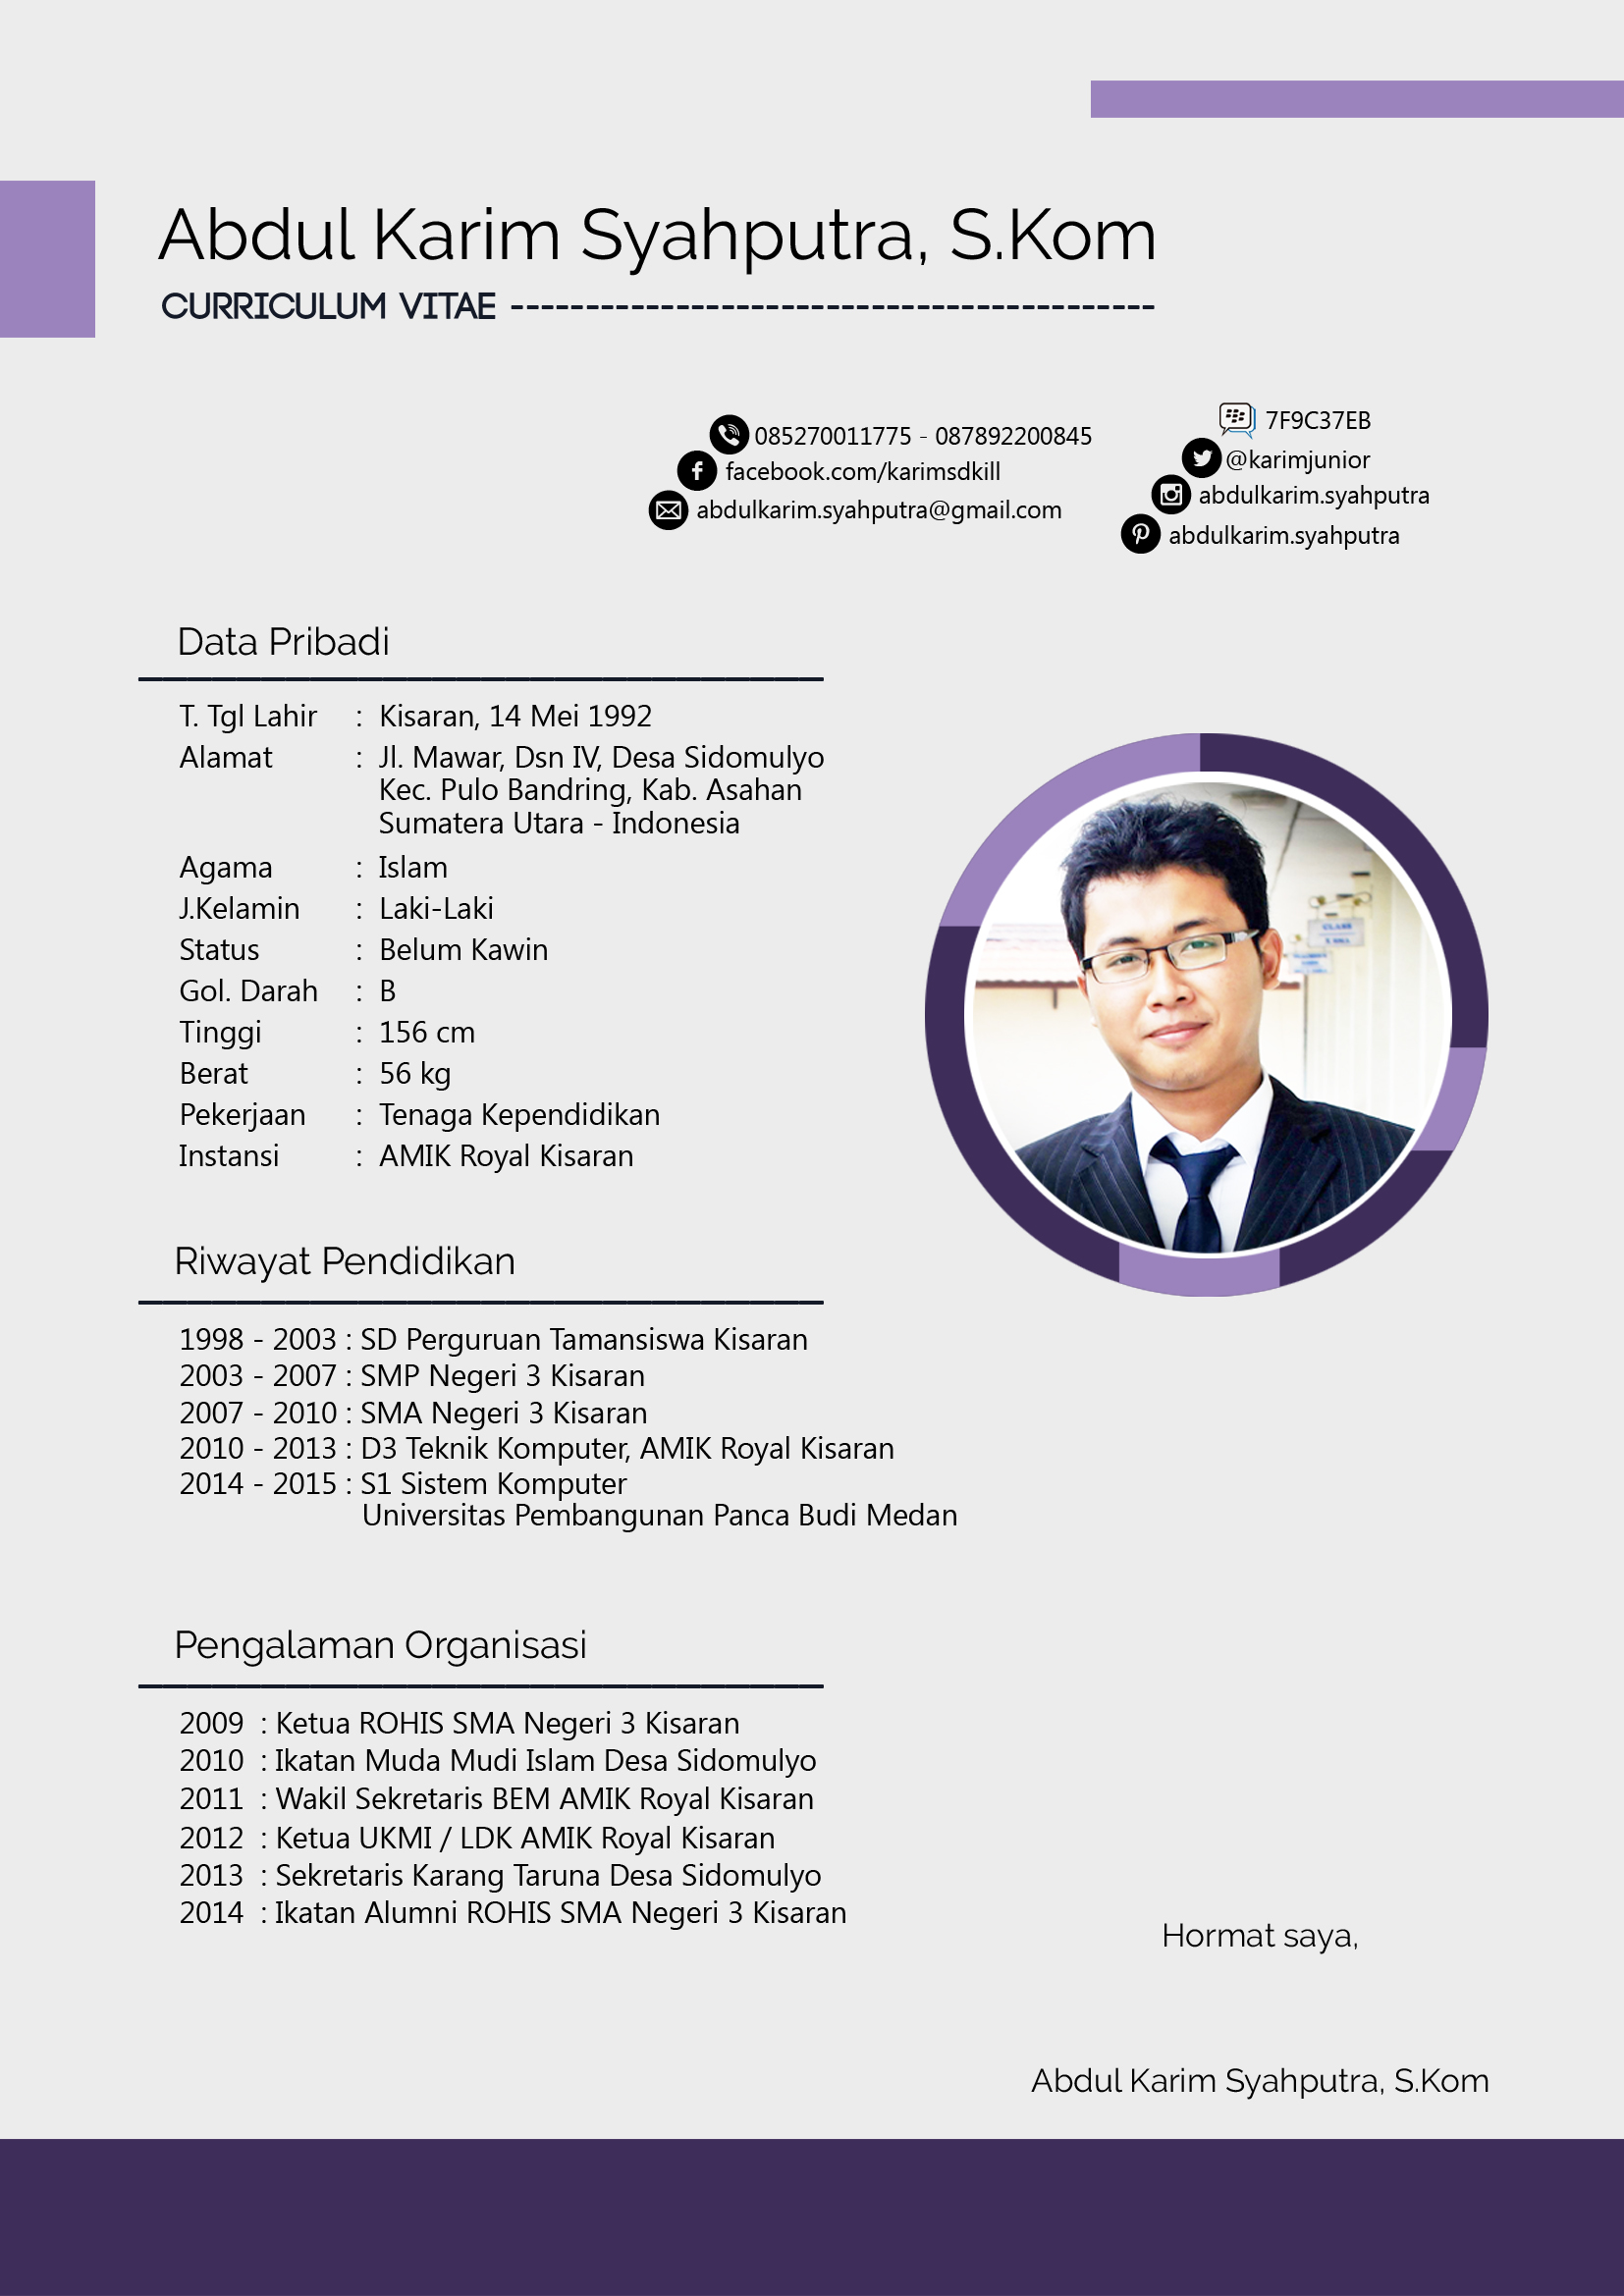 Abdul Karim Syahputra, S.Kom
CURRICULUM VITAE
085270011775 - 087892200845
facebook.com/karimsdkill
abdulkarim.syahputra@gmail.com
7F9C37EB
@karimjunior
abdulkarim.syahputra
abdulkarim.syahputra
Data Pribadi
T. Tgl Lahir : Kisaran, 14 Mei 1992
Alamat : Jl. Mawar, Dsn IV, Desa Sidomulyo
Kec. Pulo Bandring, Kab. Asahan
Sumatera Utara - Indonesia
Agama : Islam
J.Kelamin : Laki-Laki
Status : Belum Kawin
Gol. Darah : B
Tinggi : 156 cm
Berat : 56 kg
Pekerjaan : Tenaga Kependidikan
Instansi : AMIK Royal Kisaran
Riwayat Pendidikan
1998 - 2003 : SD Perguruan Tamansiswa Kisaran
2003 - 2007 : SMP Negeri 3 Kisaran
2007 - 2010 : SMA Negeri 3 Kisaran
2010 - 2013 : D3 Teknik Komputer, AMIK Royal Kisaran
2014 - 2015 : S1 Sistem Komputer
Universitas Pembangunan Panca Budi Medan
Pengalaman Organisasi
2009 : Ketua ROHIS SMA Negeri 3 Kisaran
2010 : Ikatan Muda Mudi Islam Desa Sidomulyo
2011 : Wakil Sekretaris BEM AMIK Royal Kisaran
2012 : Ketua UKMI / LDK AMIK Royal Kisaran
2013 : Sekretaris Karang Taruna Desa Sidomulyo
2014 : Ikatan Alumni ROHIS SMA Negeri 3 Kisaran
Hormat saya,
Abdul Karim Syahputra, S.Kom